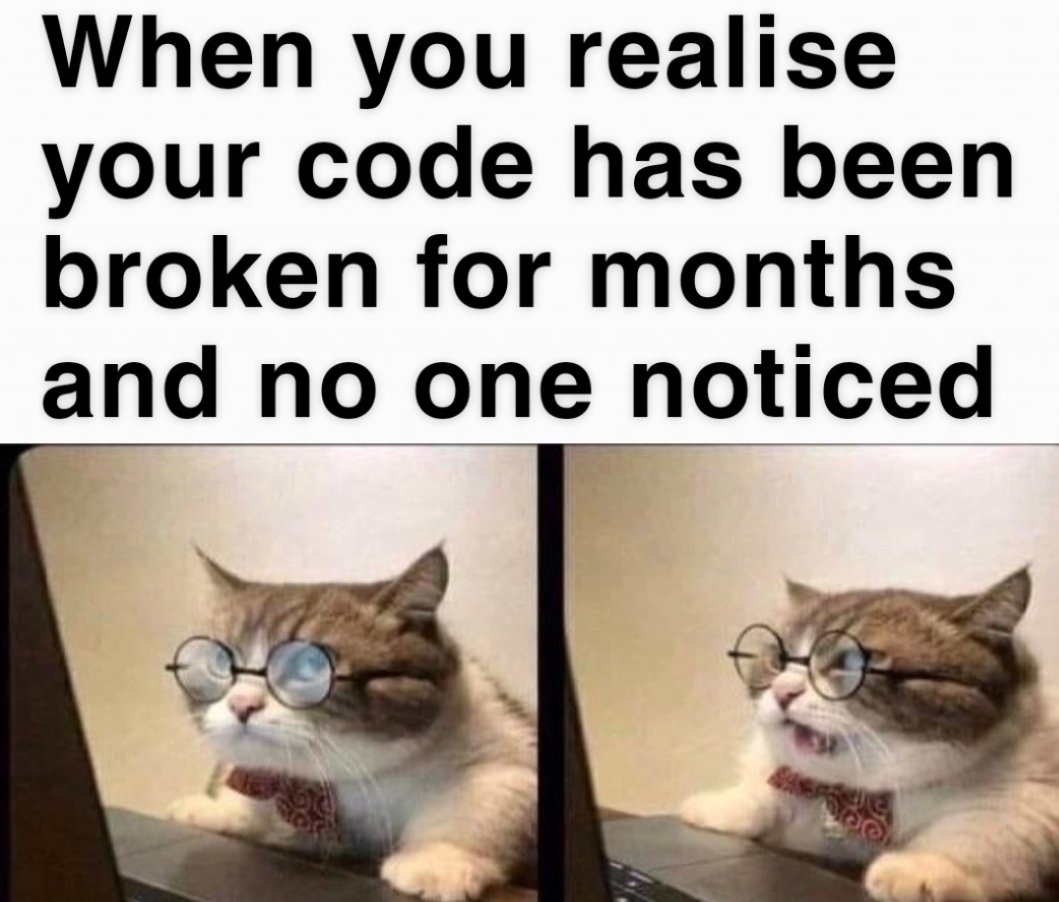 When you realise
your code has been
broken for months
and no one noticed